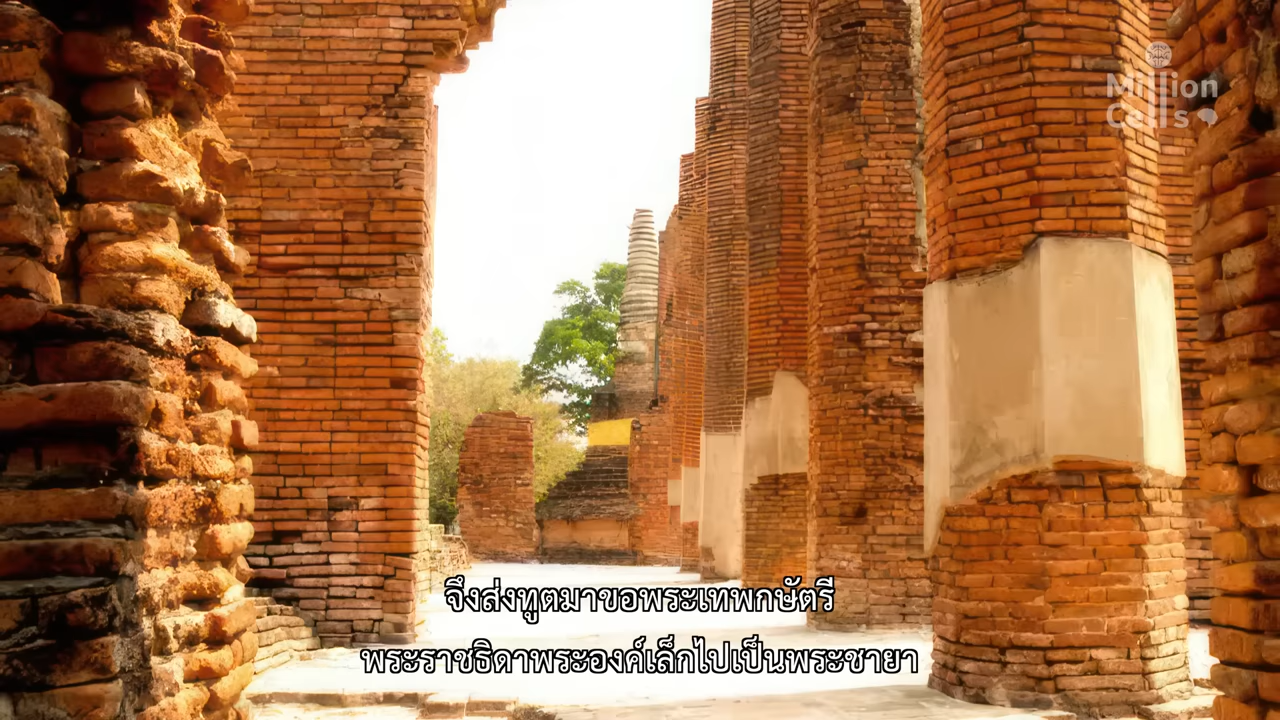 Million
Cells
จึงส่งทูตมาขอพระเทพกษัตรี
พระราชธิดาพระองค์เล็กไปเป็นพระชายา